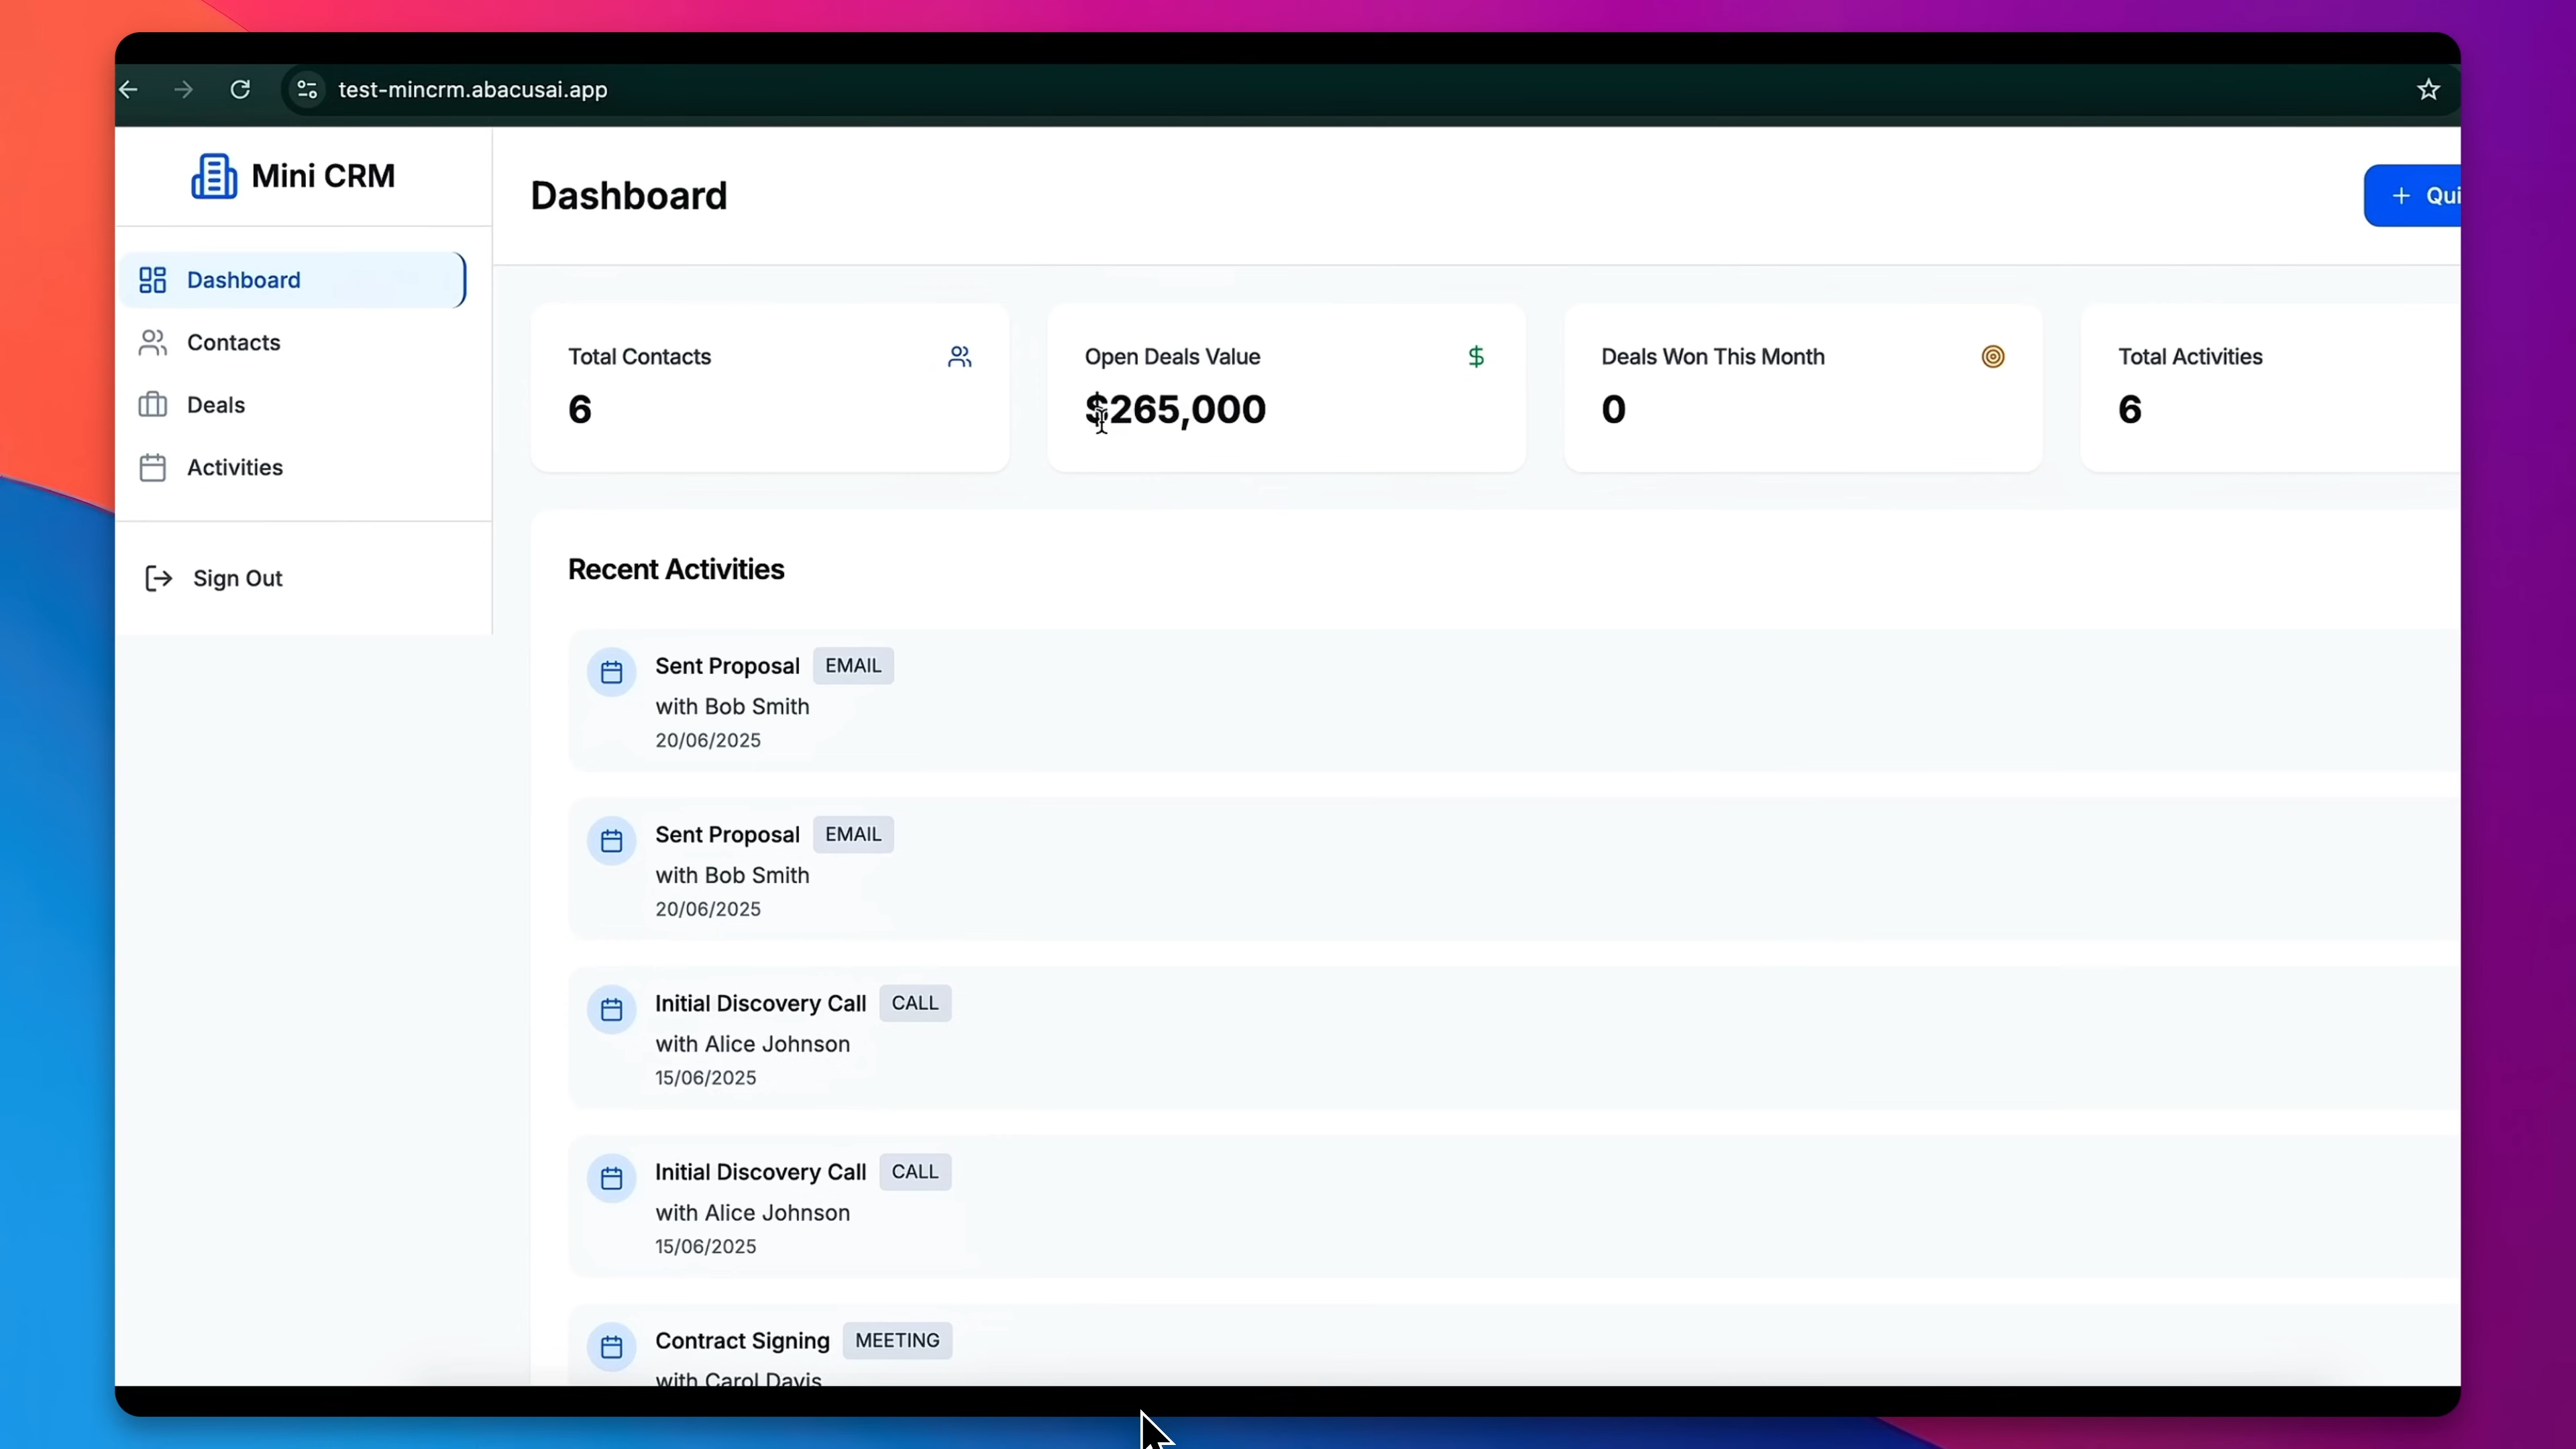 test-mincrm.abacusai.app
Mini CRM
Dashboard
Contacts
Deals
Activities
Sign Out
Dashboard
+ Qui
Total Contacts
6
Open Deals Value
$265,000
Deals Won This Month
0
Total Activities
6
Recent Activities
Sent Proposal EMAIL
with Bob Smith
20/06/2025
Sent Proposal EMAIL
with Bob Smith
20/06/2025
Initial Discovery Call CALL
with Alice Johnson
15/06/2025
Initial Discovery Call CALL
with Alice Johnson
15/06/2025
Contract Signing MEETING
with Carol Davis